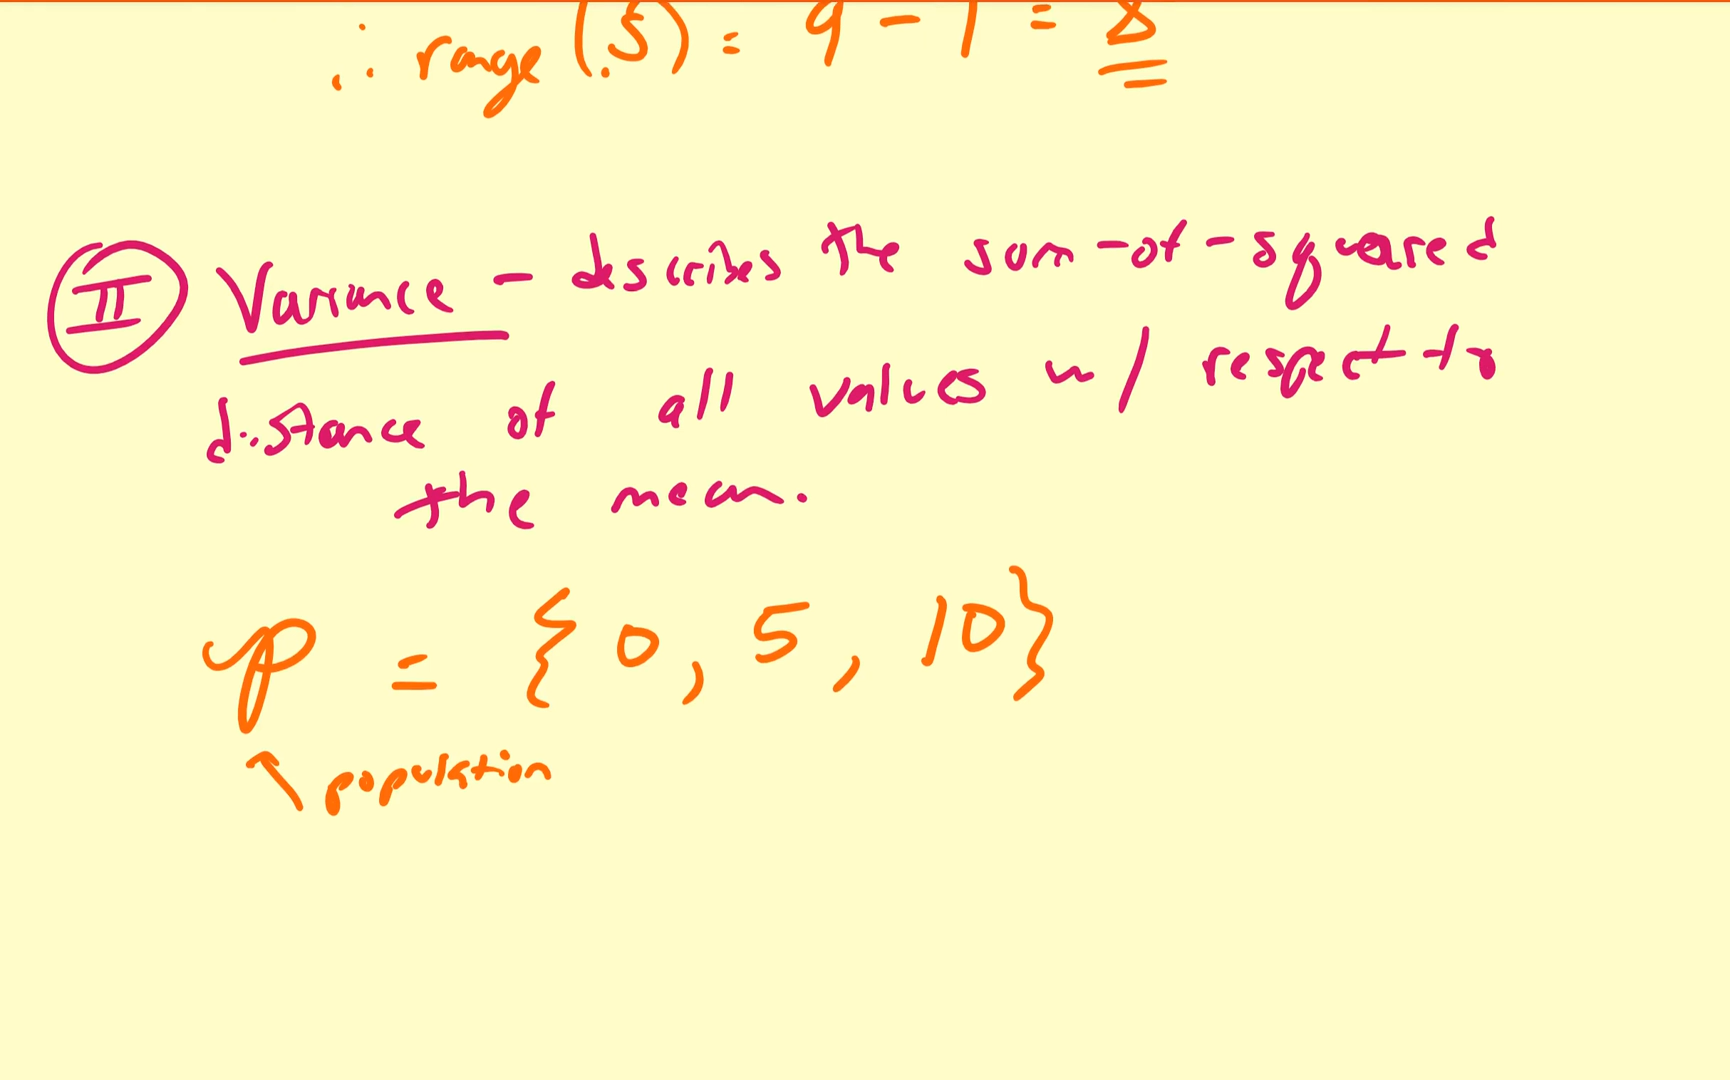 ∴ range (S) = 9 - 1 = 8
II Variance - describes the sum-of-squared
distance of all values w/ respect to
the mean.
P = { 0, 5, 10}
population